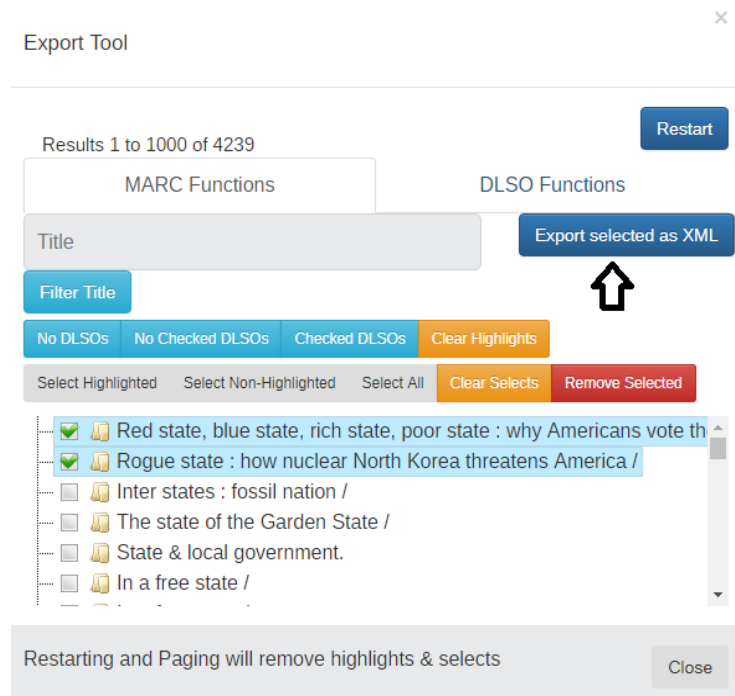 ×
Export Tool
Restart
Results 1 to 1000 of 4239
MARC Functions DLSO Functions
Title Export selected as XML
Filter Title
No DLSOs No Checked DLSOs Checked DLSOs Clear Highlights
Select Highlighted Select Non-Highlighted Select All Clear Selects Remove Selected
Red state, blue state, rich state, poor state : why Americans vote th
Rogue state : how nuclear North Korea threatens America /
Inter states : fossil nation /
The state of the Garden State /
State & local government.
In a free state /
Restarting and Paging will remove highlights & selects Close